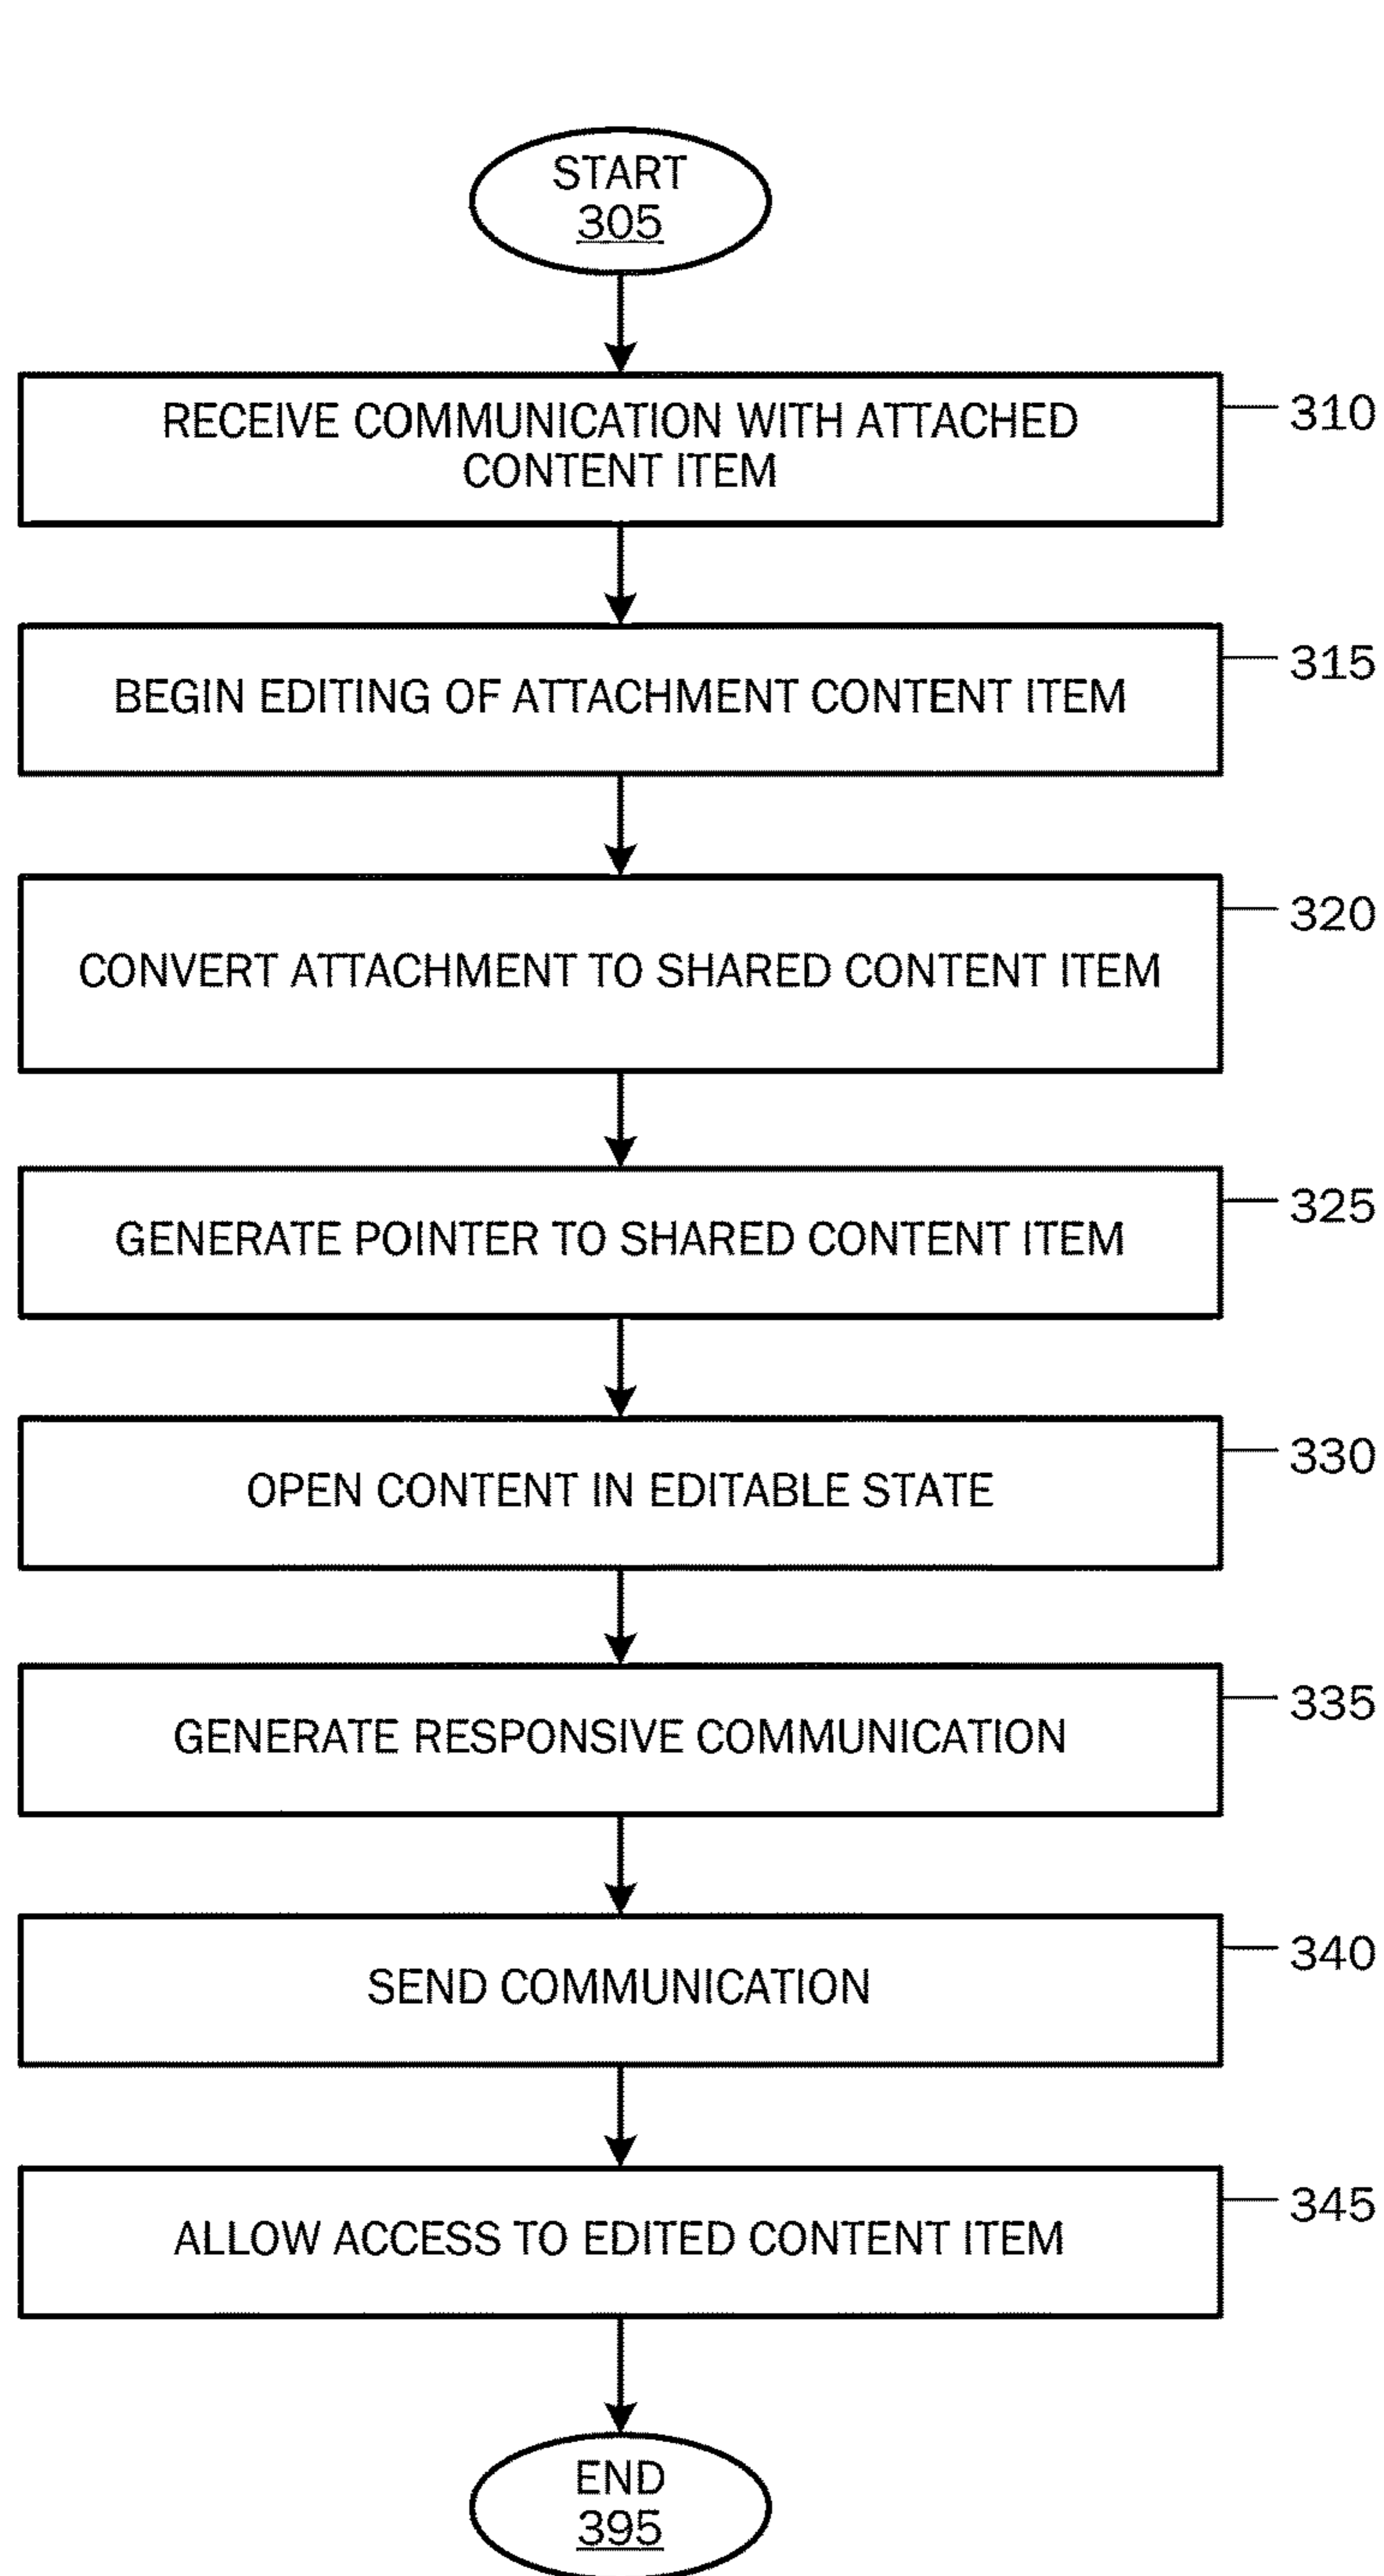 START
305
RECEIVE COMMUNICATION WITH ATTACHED
CONTENT ITEM
310
BEGIN EDITING OF ATTACHMENT CONTENT ITEM
315
CONVERT ATTACHMENT TO SHARED CONTENT ITEM
320
GENERATE POINTER TO SHARED CONTENT ITEM
325
OPEN CONTENT IN EDITABLE STATE
330
GENERATE RESPONSIVE COMMUNICATION
335
SEND COMMUNICATION
340
ALLOW ACCESS TO EDITED CONTENT ITEM
345
END
395